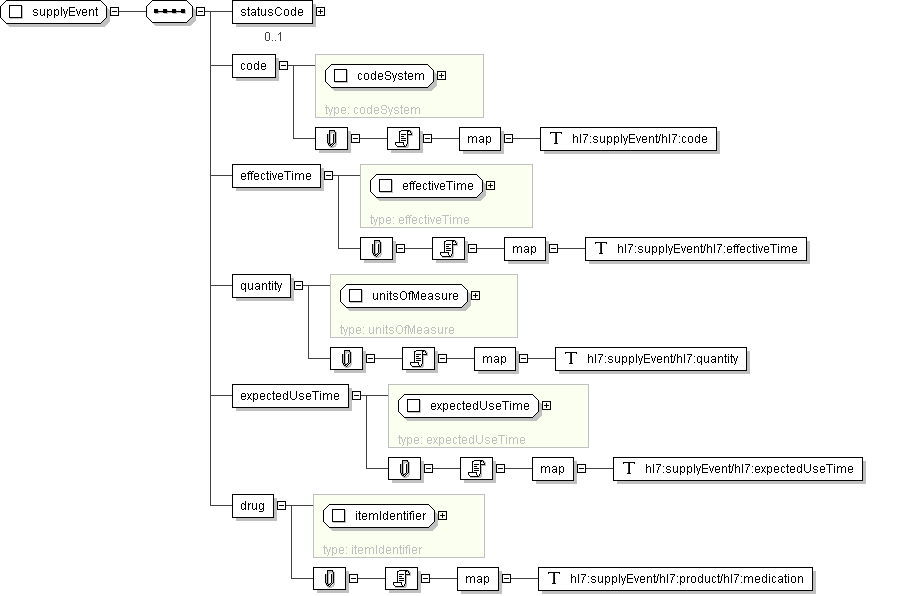 supplyEvent
statusCode
0..1
code
codeSystem
type: codeSystem
map
T hl7:supplyEvent/hl7:code
effectiveTime
effectiveTime
type: effectiveTime
map
T hl7:supplyEvent/hl7:effectiveTime
quantity
unitsOfMeasure
type: unitsOfMeasure
map
T hl7:supplyEvent/hl7:quantity
expectedUseTime
expectedUseTime
type: expectedUseTime
map
T hl7:supplyEvent/hl7:expectedUseTime
drug
itemIdentifier
type: itemIdentifier
map
T hl7:supplyEvent/hl7:product/hl7:medication